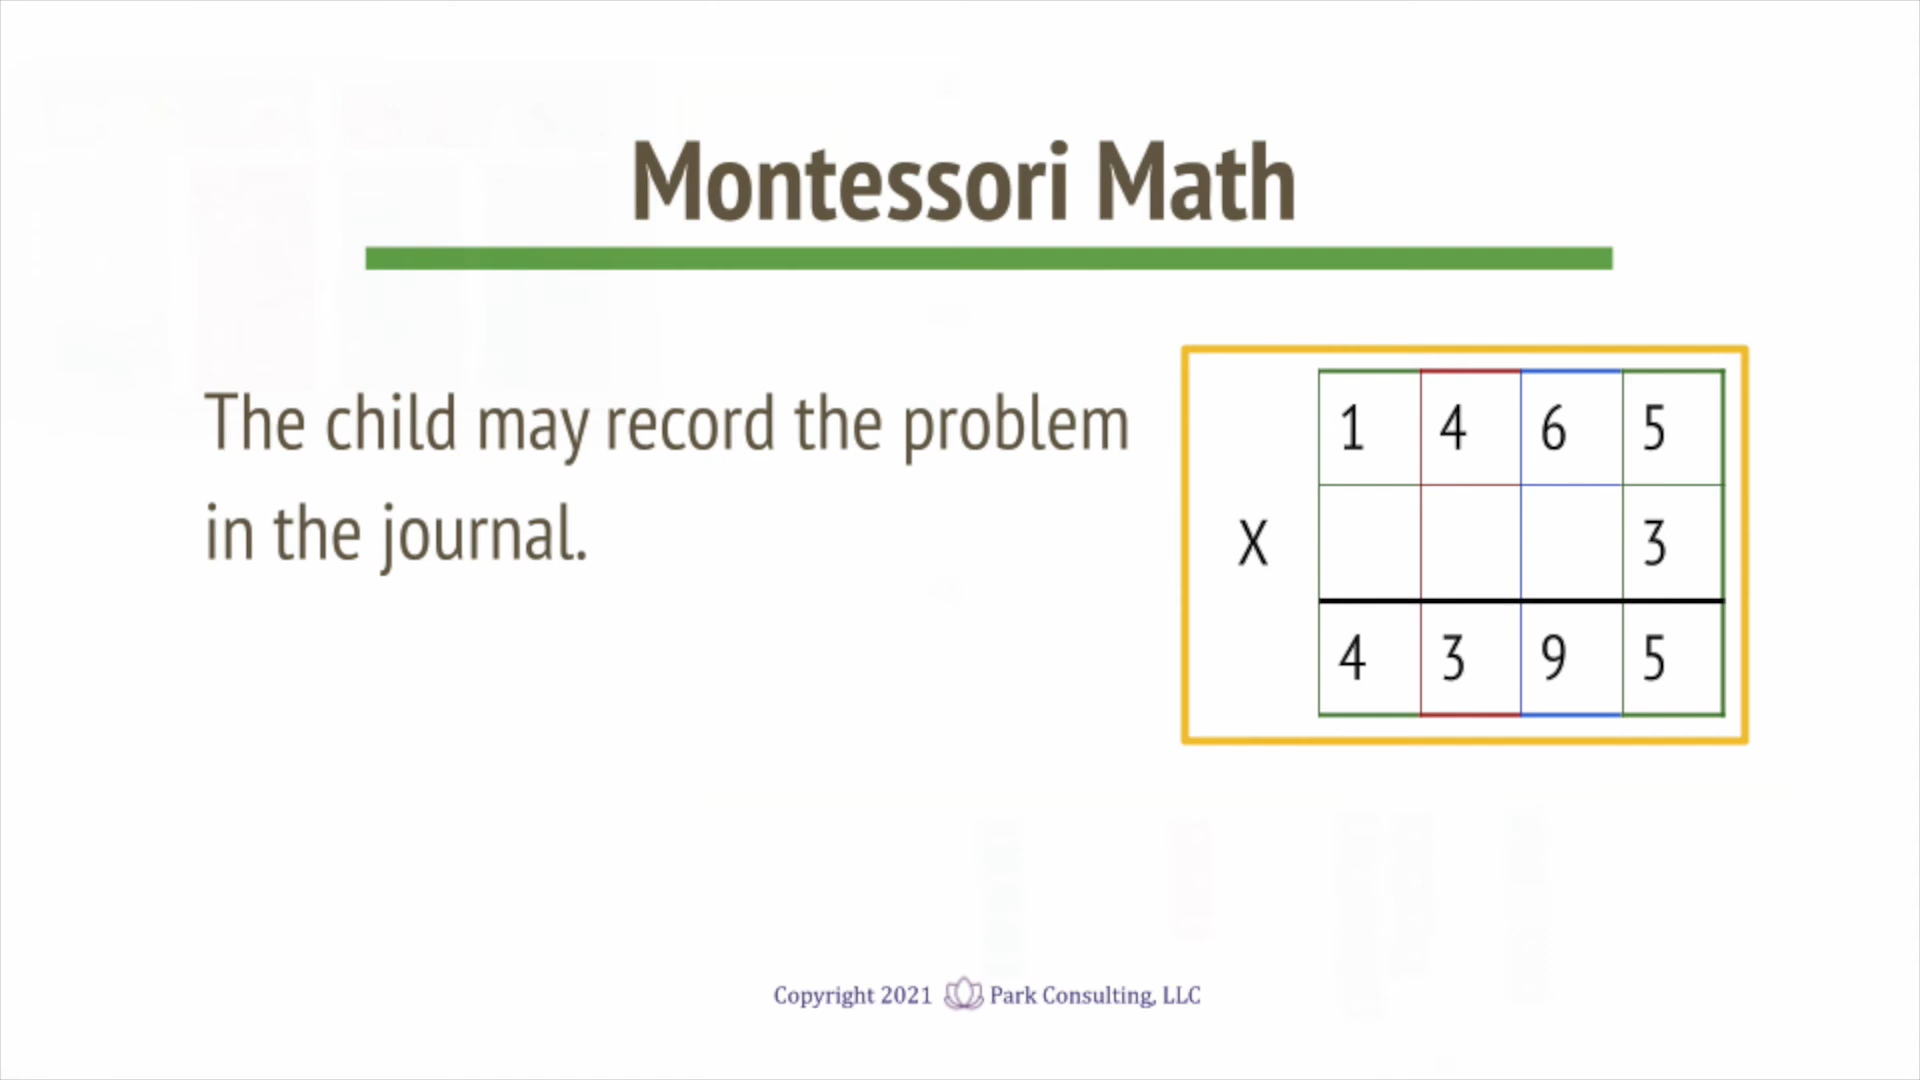 Montessori Math
The child may record the problem
in the journal.
1 4 6 5
X 3
4 3 9 5
Copyright 2021 Park Consulting, LLC